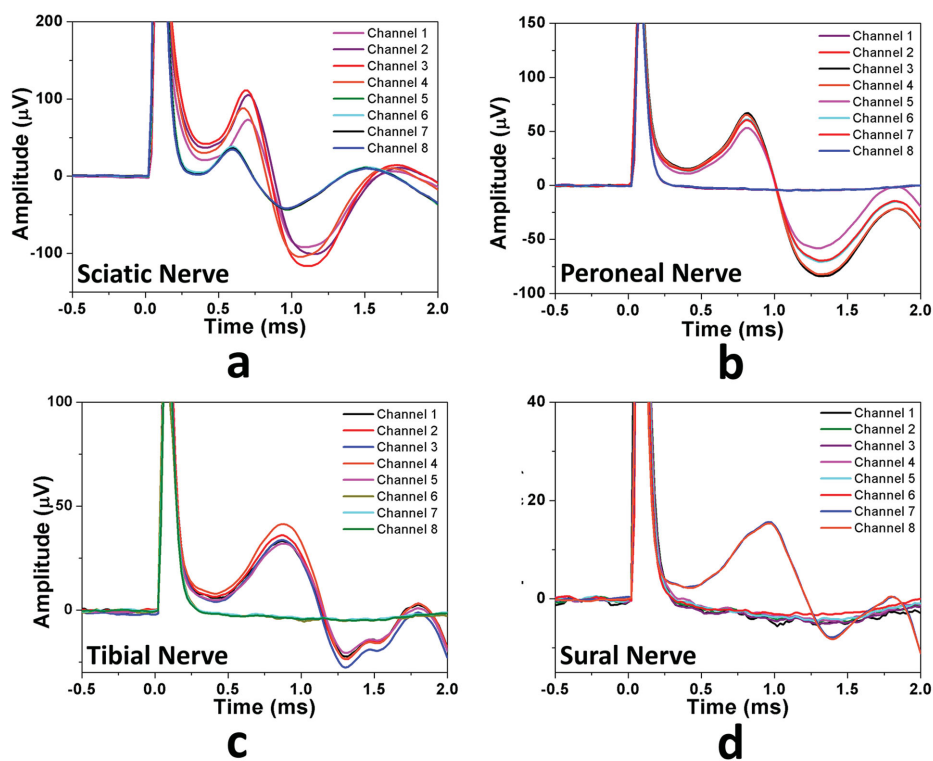 200
100
0
-100
Amplitude (μV)
Channel 1
Channel 2
Channel 3
Channel 4
Channel 5
Channel 6
Channel 7
Channel 8
Sciatic Nerve
-0.5 0.0 0.5 1.0 1.5 2.0
Time (ms)
a
150
100
50
0
-50
-100
Amplitude (μV)
Channel 1
Channel 2
Channel 3
Channel 4
Channel 5
Channel 6
Channel 7
Channel 8
Peroneal Nerve
-0.5 0.0 0.5 1.0 1.5 2.0
Time (ms)
b
100
50
0
Amplitude (μV)
Channel 1
Channel 2
Channel 3
Channel 4
Channel 5
Channel 6
Channel 7
Channel 8
Tibial Nerve
-0.5 0.0 0.5 1.0 1.5 2.0
Time (ms)
c
40
20
0
Channel 1
Channel 2
Channel 3
Channel 4
Channel 5
Channel 6
Channel 7
Channel 8
Sural Nerve
-0.5 0.0 0.5 1.0 1.5 2.0
Time (ms)
d